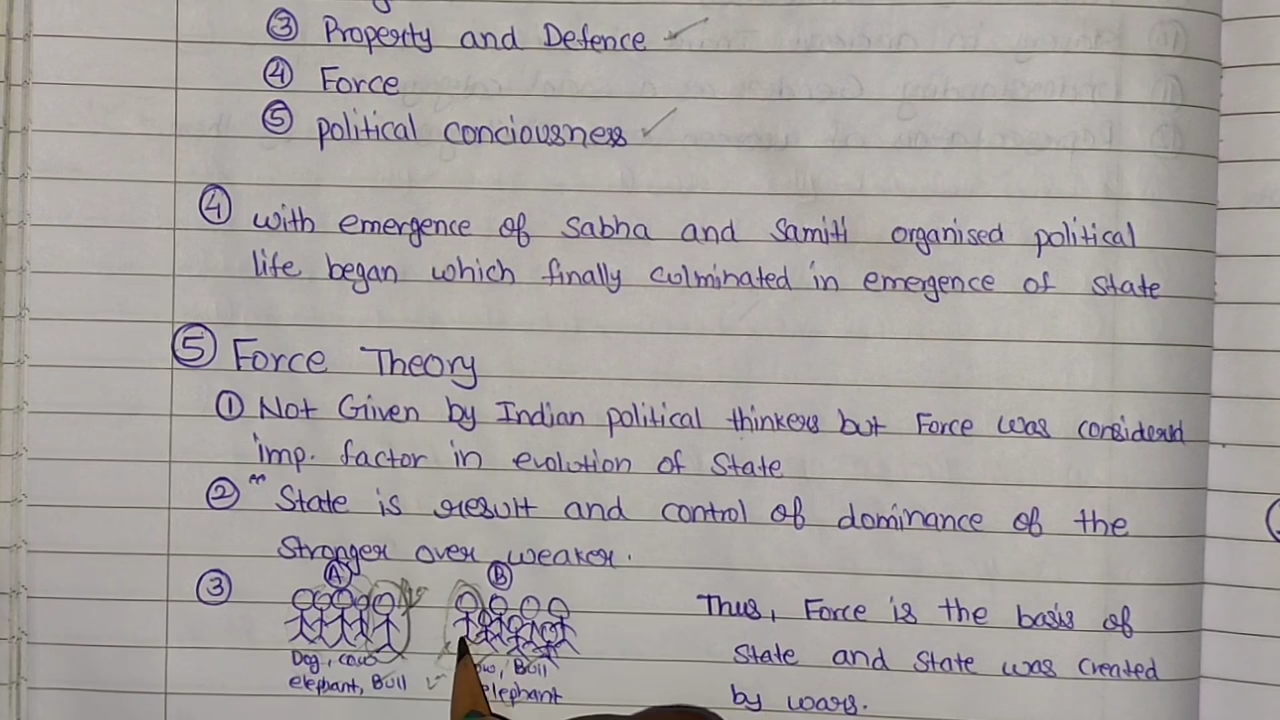 ③ Property and Defence ✓
④ Force
⑤ political conciousness ✓
④ with emergence of Sabha and Samiti organised political
life began which finally culminated in emergence of state
⑤ Force Theory
① Not Given by Indian political thinkers but Force was considered
imp. factor in evolution of State
② " State is result and control of dominance of the
Stronger over weaker.
③ A B
Dog, cow
elephant, Bull
Bull
elephant
Thus, Force is the basis of
State and State was created
by wars.